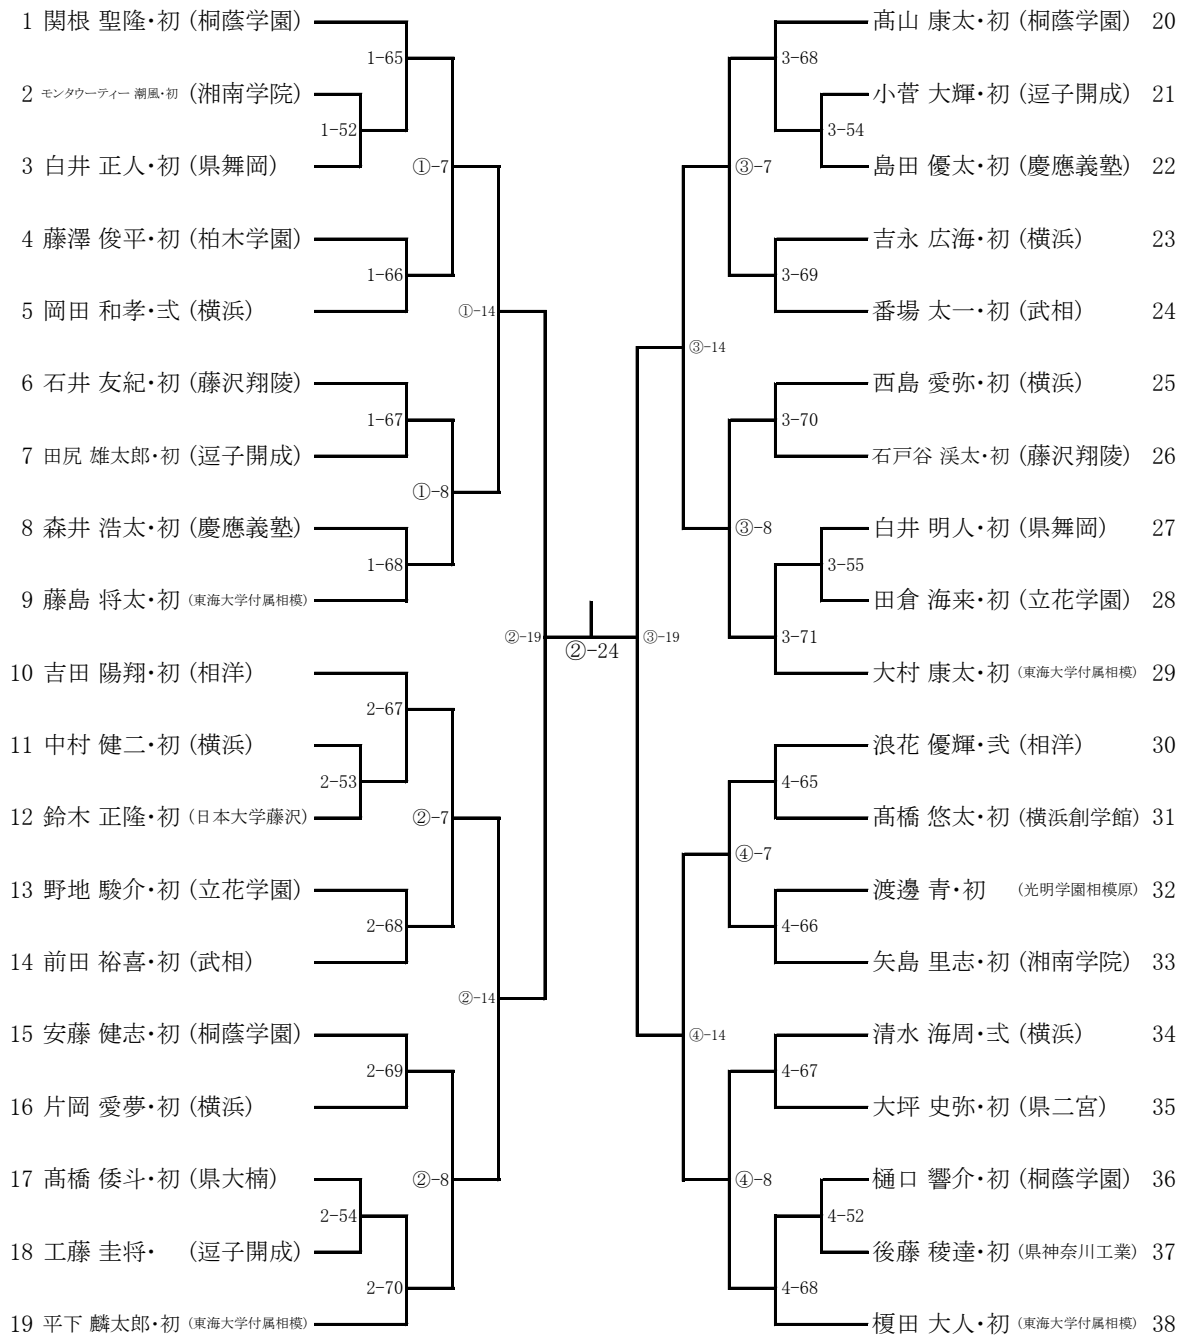 1 関根 聖隆・初 (桐蔭学園)
1-65
2 モンタウーティー 潮風・初 (湘南学院)
1-52
3 白井 正人・初 (県舞岡)
①-7
4 藤澤 俊平・初 (柏木学園)
1-66
5 岡田 和孝・弍 (横浜)
①-14
6 石井 友紀・初 (藤沢翔陵)
1-67
7 田尻 雄太郎・初 (逗子開成)
①-8
8 森井 浩太・初 (慶應義塾)
1-68
9 藤島 将太・初 (東海大学付属相模)
②-19
10 吉田 陽翔・初 (相洋)
2-67
11 中村 健二・初 (横浜)
2-53
12 鈴木 正隆・初 (日本大学藤沢)
②-7
13 野地 駿介・初 (立花学園)
2-68
14 前田 裕喜・初 (武相)
②-14
15 安藤 健志・初 (桐蔭学園)
2-69
16 片岡 愛夢・初 (横浜)
17 髙橋 倭斗・初 (県大楠)
②-8
2-54
18 工藤 圭将・ (逗子開成)
2-70
19 平下 麟太郎・初 (東海大学付属相模)
②-24
髙山 康太・初 (桐蔭学園) 20
3-68
小菅 大輝・初 (逗子開成) 21
3-54
島田 優太・初 (慶應義塾) 22
③-7
吉永 広海・初 (横浜) 23
3-69
番場 太一・初 (武相) 24
③-14
西島 愛弥・初 (横浜) 25
3-70
石戸谷 渓太・初 (藤沢翔陵) 26
③-8
白井 明人・初 (県舞岡) 27
3-55
田倉 海来・初 (立花学園) 28
3-71
③-19
大村 康太・初 (東海大学付属相模) 29
浪花 優輝・弐 (相洋) 30
4-65
髙橋 悠太・初 (横浜創学館) 31
④-7
渡邊 青・初 (光明学園相模原) 32
4-66
矢島 里志・初 (湘南学院) 33
④-14
清水 海周・弍 (横浜) 34
4-67
大坪 史弥・初 (県二宮) 35
④-8
樋口 響介・初 (桐蔭学園) 36
4-52
後藤 稜達・初 (県神奈川工業) 37
4-68
榎田 大人・初 (東海大学付属相模) 38